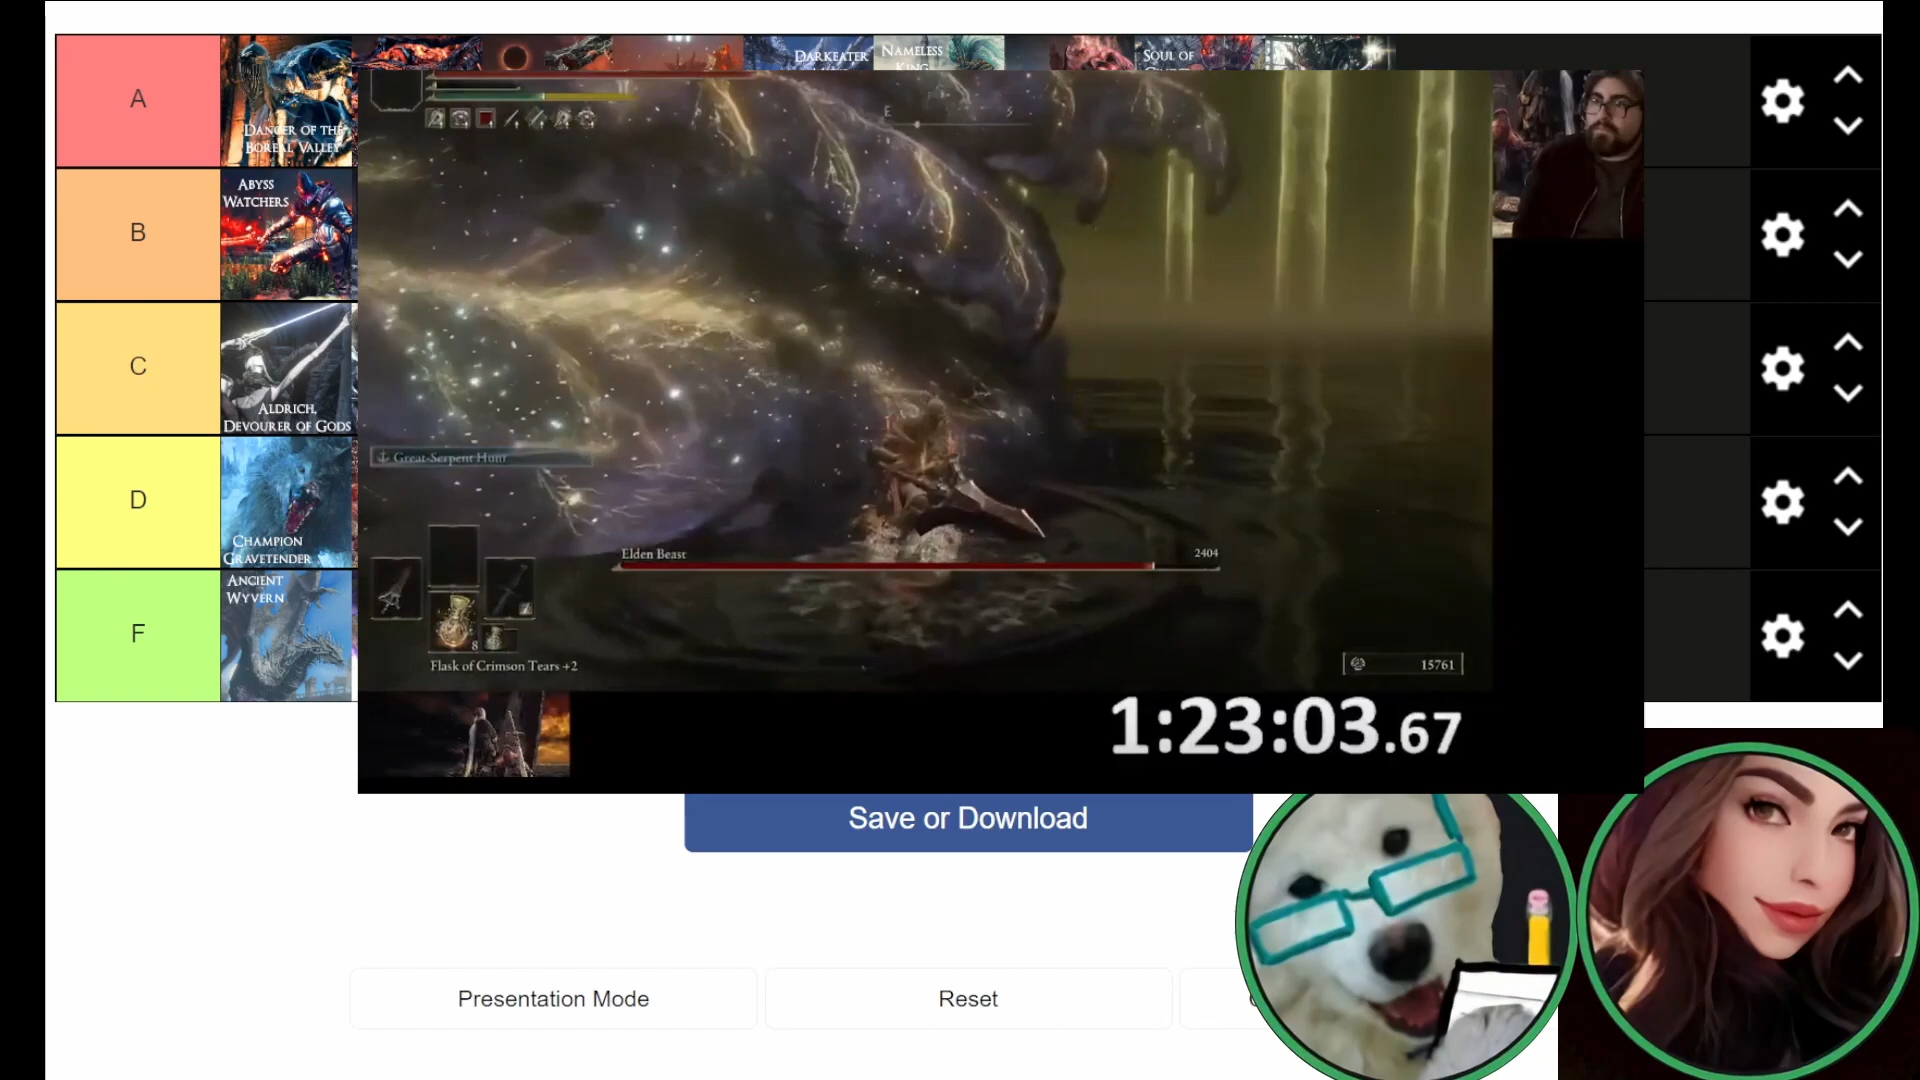 A
DANCER OF THE
BOREAL VALLEY
DARKEATER
NAMELESS
KING
SOUL OF
B
ABYSS
WATCHERS
C
ALDRICH,
DEVOURER OF GODS
D
CHAMPION
GRAVETENDER
F
ANCIENT
WYVERN
E
S
Great-Serpent Hunt
Elden Beast
2404
8
Flask of Crimson Tears +2
15761
1:23:03.67
Save or Download
Presentation Mode
Reset